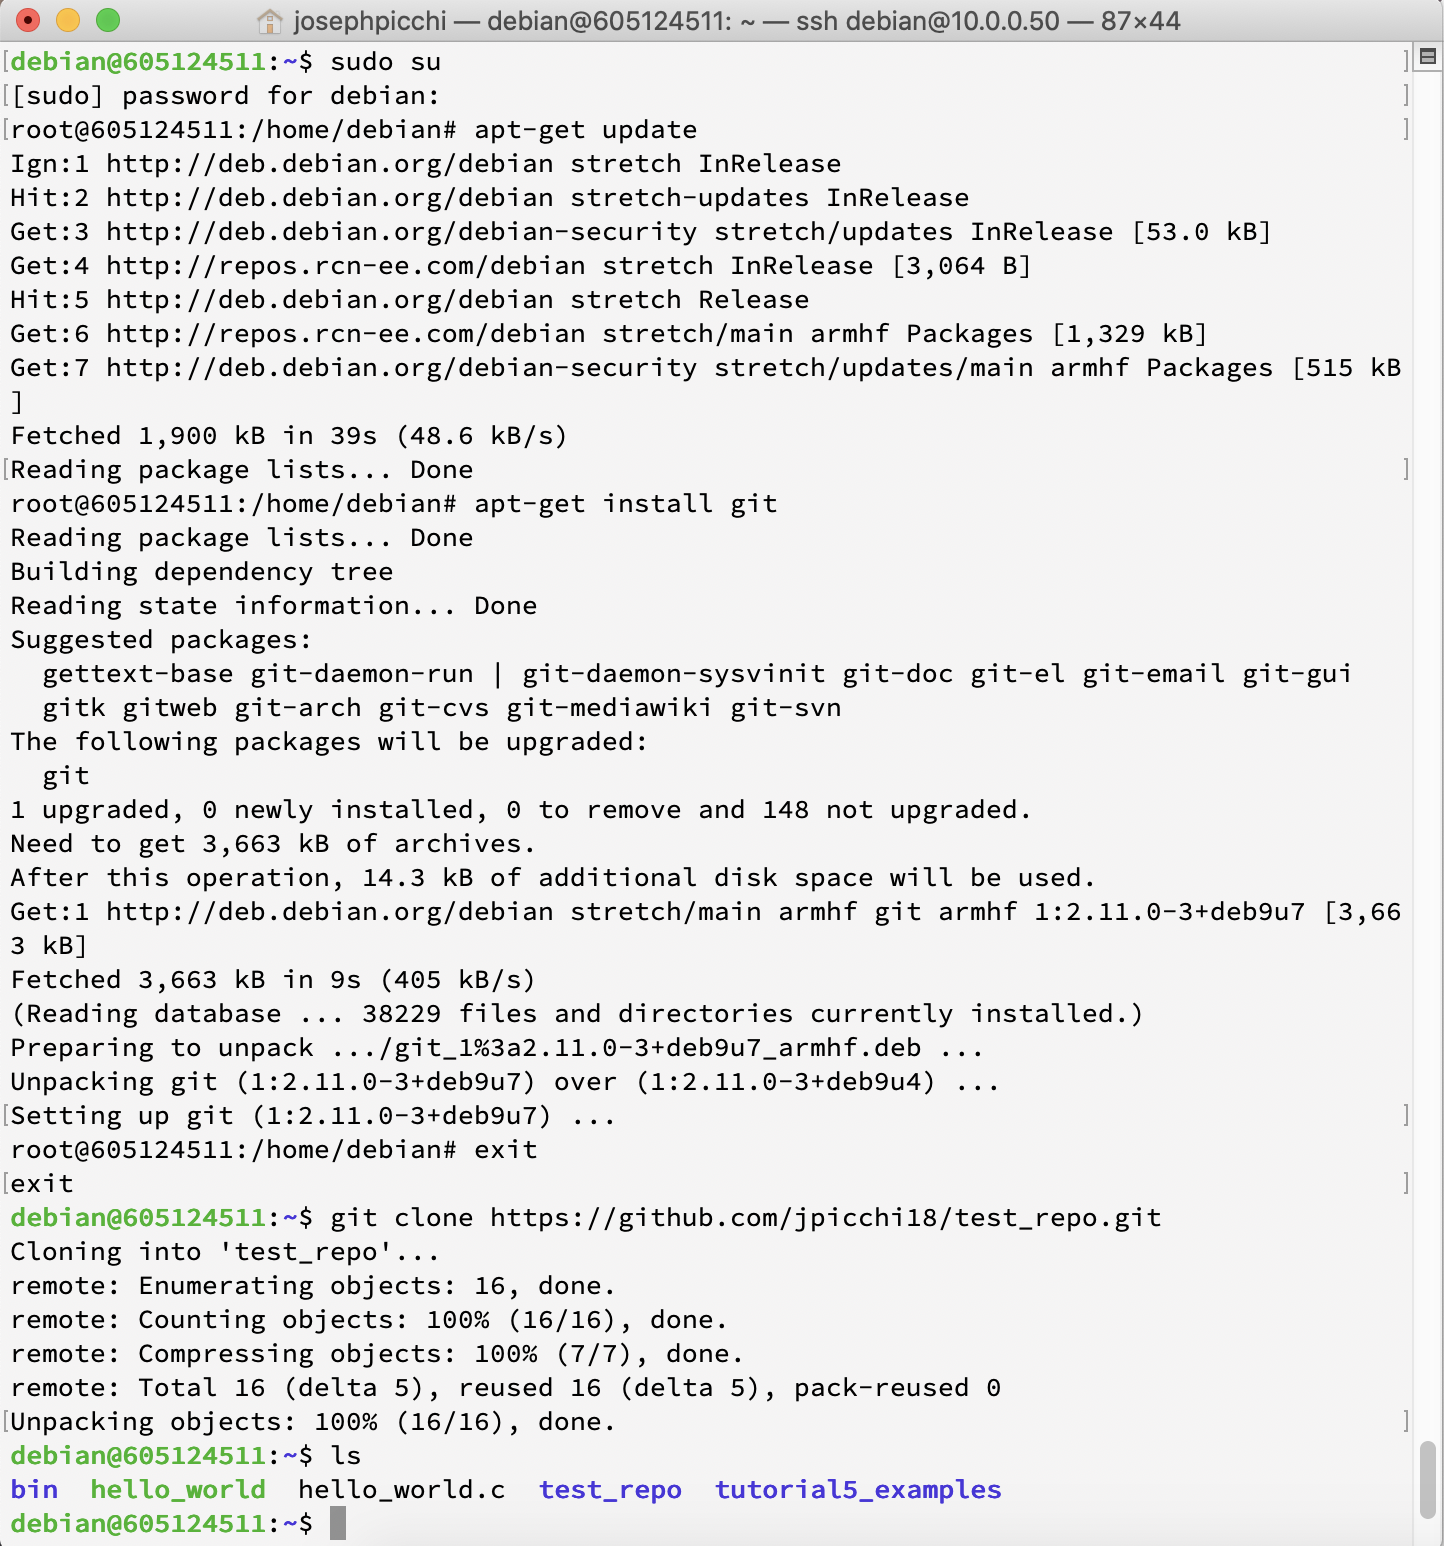 josephpicchi — debian@605124511: ~ — ssh debian@10.0.0.50 — 87×44
debian@605124511:~$ sudo su
[sudo] password for debian:
root@605124511:/home/debian# apt-get update
Ign:1 http://deb.debian.org/debian stretch InRelease
Hit:2 http://deb.debian.org/debian stretch-updates InRelease
Get:3 http://deb.debian.org/debian-security stretch/updates InRelease [53.0 kB]
Get:4 http://repos.rcn-ee.com/debian stretch InRelease [3,064 B]
Hit:5 http://deb.debian.org/debian stretch Release
Get:6 http://repos.rcn-ee.com/debian stretch/main armhf Packages [1,329 kB]
Get:7 http://deb.debian.org/debian-security stretch/updates/main armhf Packages [515 kB
]
Fetched 1,900 kB in 39s (48.6 kB/s)
Reading package lists... Done
root@605124511:/home/debian# apt-get install git
Reading package lists... Done
Building dependency tree
Reading state information... Done
Suggested packages:
  gettext-base git-daemon-run | git-daemon-sysvinit git-doc git-el git-email git-gui
  gitk gitweb git-arch git-cvs git-mediawiki git-svn
The following packages will be upgraded:
  git
1 upgraded, 0 newly installed, 0 to remove and 148 not upgraded.
Need to get 3,663 kB of archives.
After this operation, 14.3 kB of additional disk space will be used.
Get:1 http://deb.debian.org/debian stretch/main armhf git armhf 1:2.11.0-3+deb9u7 [3,66
3 kB]
Fetched 3,663 kB in 9s (405 kB/s)
(Reading database ... 38229 files and directories currently installed.)
Preparing to unpack .../git_1%3a2.11.0-3+deb9u7_armhf.deb ...
Unpacking git (1:2.11.0-3+deb9u7) over (1:2.11.0-3+deb9u4) ...
Setting up git (1:2.11.0-3+deb9u7) ...
root@605124511:/home/debian# exit
exit
debian@605124511:~$ git clone https://github.com/jpicchi18/test_repo.git
Cloning into 'test_repo'...
remote: Enumerating objects: 16, done.
remote: Counting objects: 100% (16/16), done.
remote: Compressing objects: 100% (7/7), done.
remote: Total 16 (delta 5), reused 16 (delta 5), pack-reused 0
Unpacking objects: 100% (16/16), done.
debian@605124511:~$ ls
bin  hello_world  hello_world.c  test_repo  tutorial5_examples
debian@605124511:~$